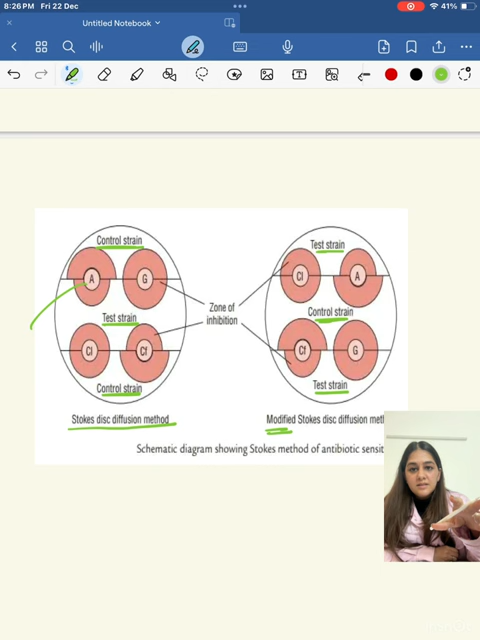 8:26 PM Fri 22 Dec
41%
Untitled Notebook
Control strain
A
G
Test strain
Cl
Cf
Control strain
Zone of
inhibition
Test strain
Cl
A
Control strain
Cf
G
Test strain
Stokes disc diffusion method
Modified Stokes disc diffusion
Schematic diagram showing Stokes method of antibiotic